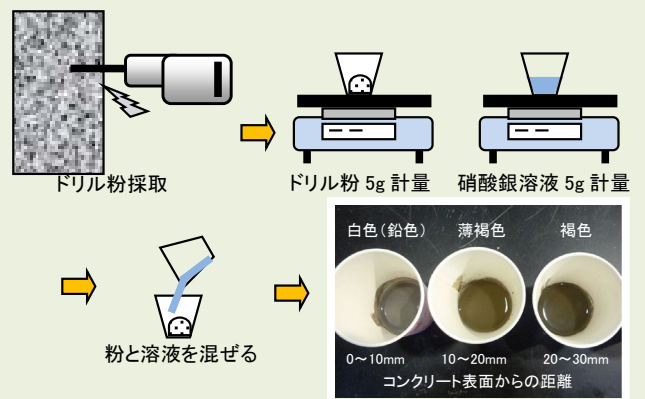 ドリル粉採取
ドリル粉 5g 計量
硝酸銀溶液 5g 計量
粉と溶液を混ぜる
白色(鉛色)
薄褐色
褐色
0～10mm
10～20mm
20～30mm
コンクリート表面からの距離